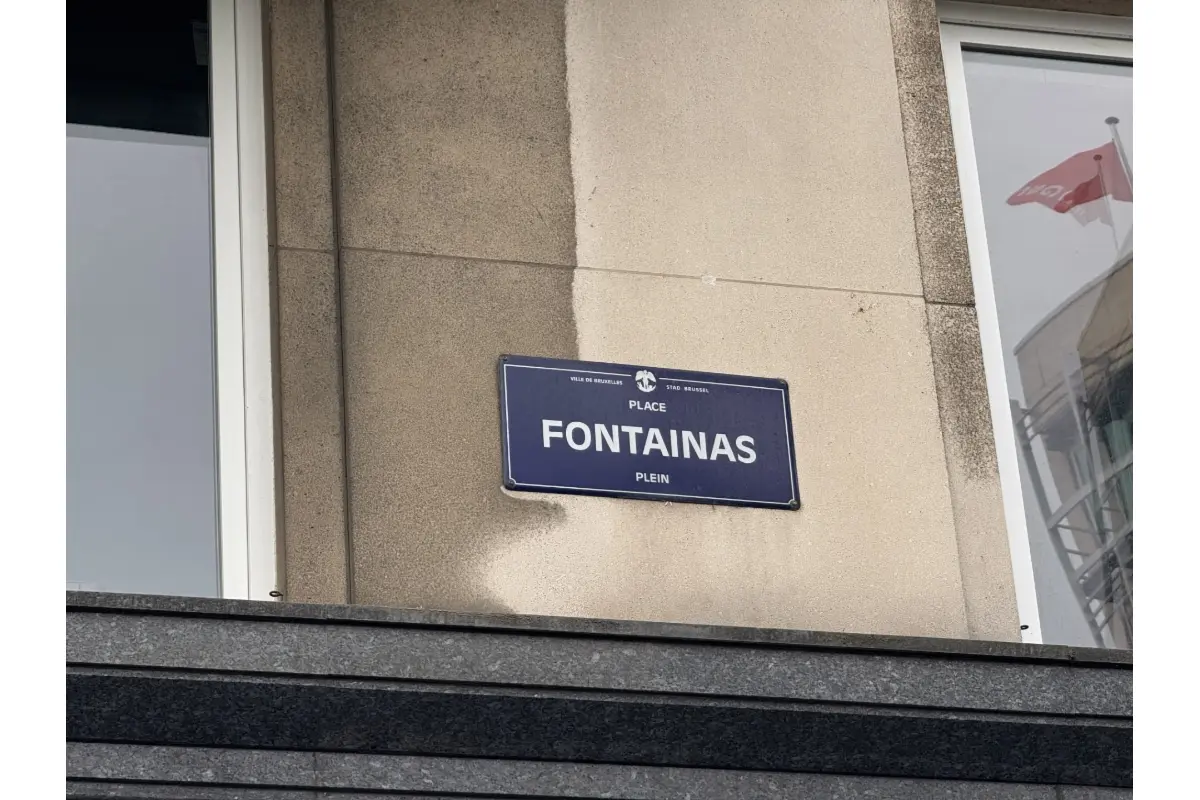 VILLE DE BRUXELLES STAD BRUSSEL
PLACE
FONTAINAS
PLEIN